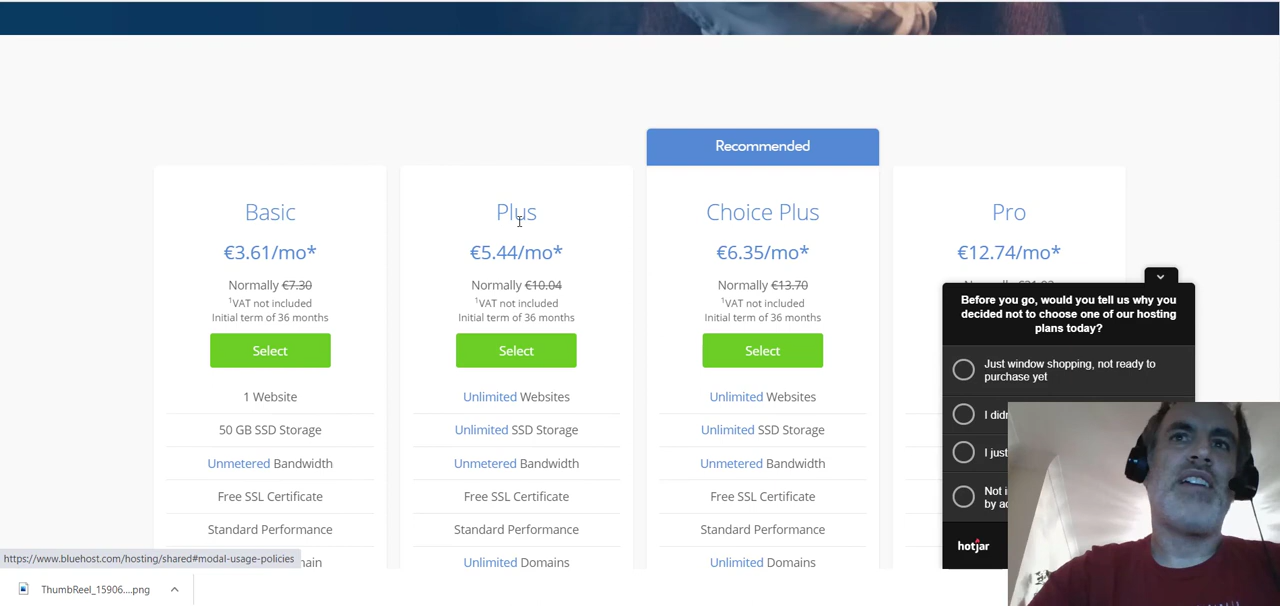 Recommended
Basic
Plus
Choice Plus
Pro
€3.61/mo*
€5.44/mo*
€6.35/mo*
€12.74/mo*
Normally €7.30
Normally €10.04
Normally €13.70
¹VAT not included
¹VAT not included
¹VAT not included
Initial term of 36 months
Initial term of 36 months
Initial term of 36 months
Select
Select
Select
1 Website
Unlimited Websites
Unlimited Websites
50 GB SSD Storage
Unlimited SSD Storage
Unlimited SSD Storage
Unmetered Bandwidth
Unmetered Bandwidth
Unmetered Bandwidth
Free SSL Certificate
Free SSL Certificate
Free SSL Certificate
Standard Performance
Standard Performance
Standard Performance
Unlimited Domains
Unlimited Domains
Before you go, would you tell us why you
decided not to choose one of our hosting
plans today?
Just window shopping, not ready to
purchase yet
I
I just
by
hotjar
https://www.bluehost.com/hosting/shared#modal-usage-policies
ThumbReel_15906....png